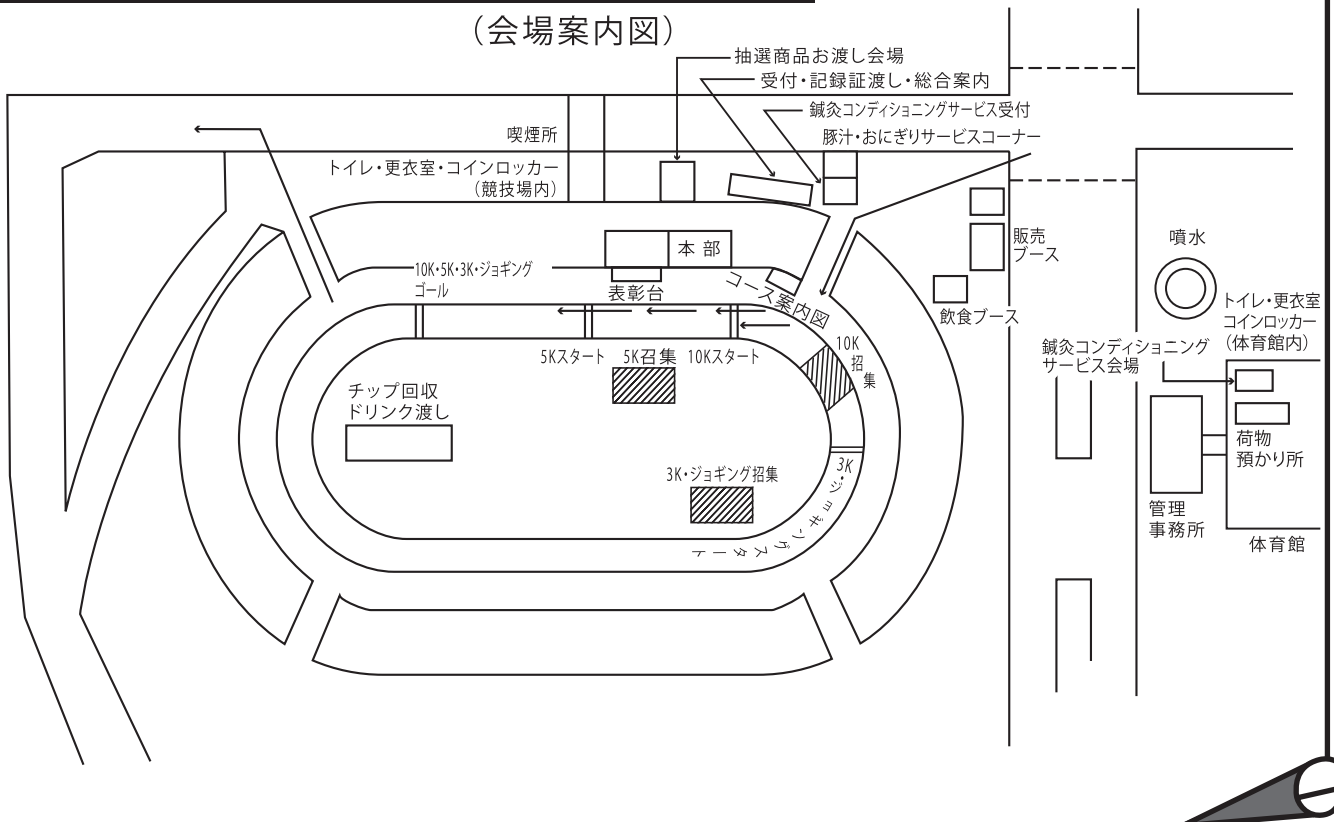 （会場案内図）
抽選商品お渡し会場
受付・記録証渡し・総合案内
鍼灸コンディショニングサービス受付
豚汁・おにぎりサービスコーナー
喫煙所
トイレ・更衣室・コインロッカー
（競技場内）
本部
販売
ブース
噴水
10K・5K・3K・ジョギング
ゴール
表彰台
コース案内図
飲食ブース
トイレ・更衣室
コインロッカー
（体育館内）
鍼灸コンディショニング
サービス会場
5Kスタート
5K召集
10Kスタート
10K
招
集
チップ回収
ドリンク渡し
荷物
預かり所
3K・ジョギング招集
3K・ジョギングスタート
管理
事務所
体育館